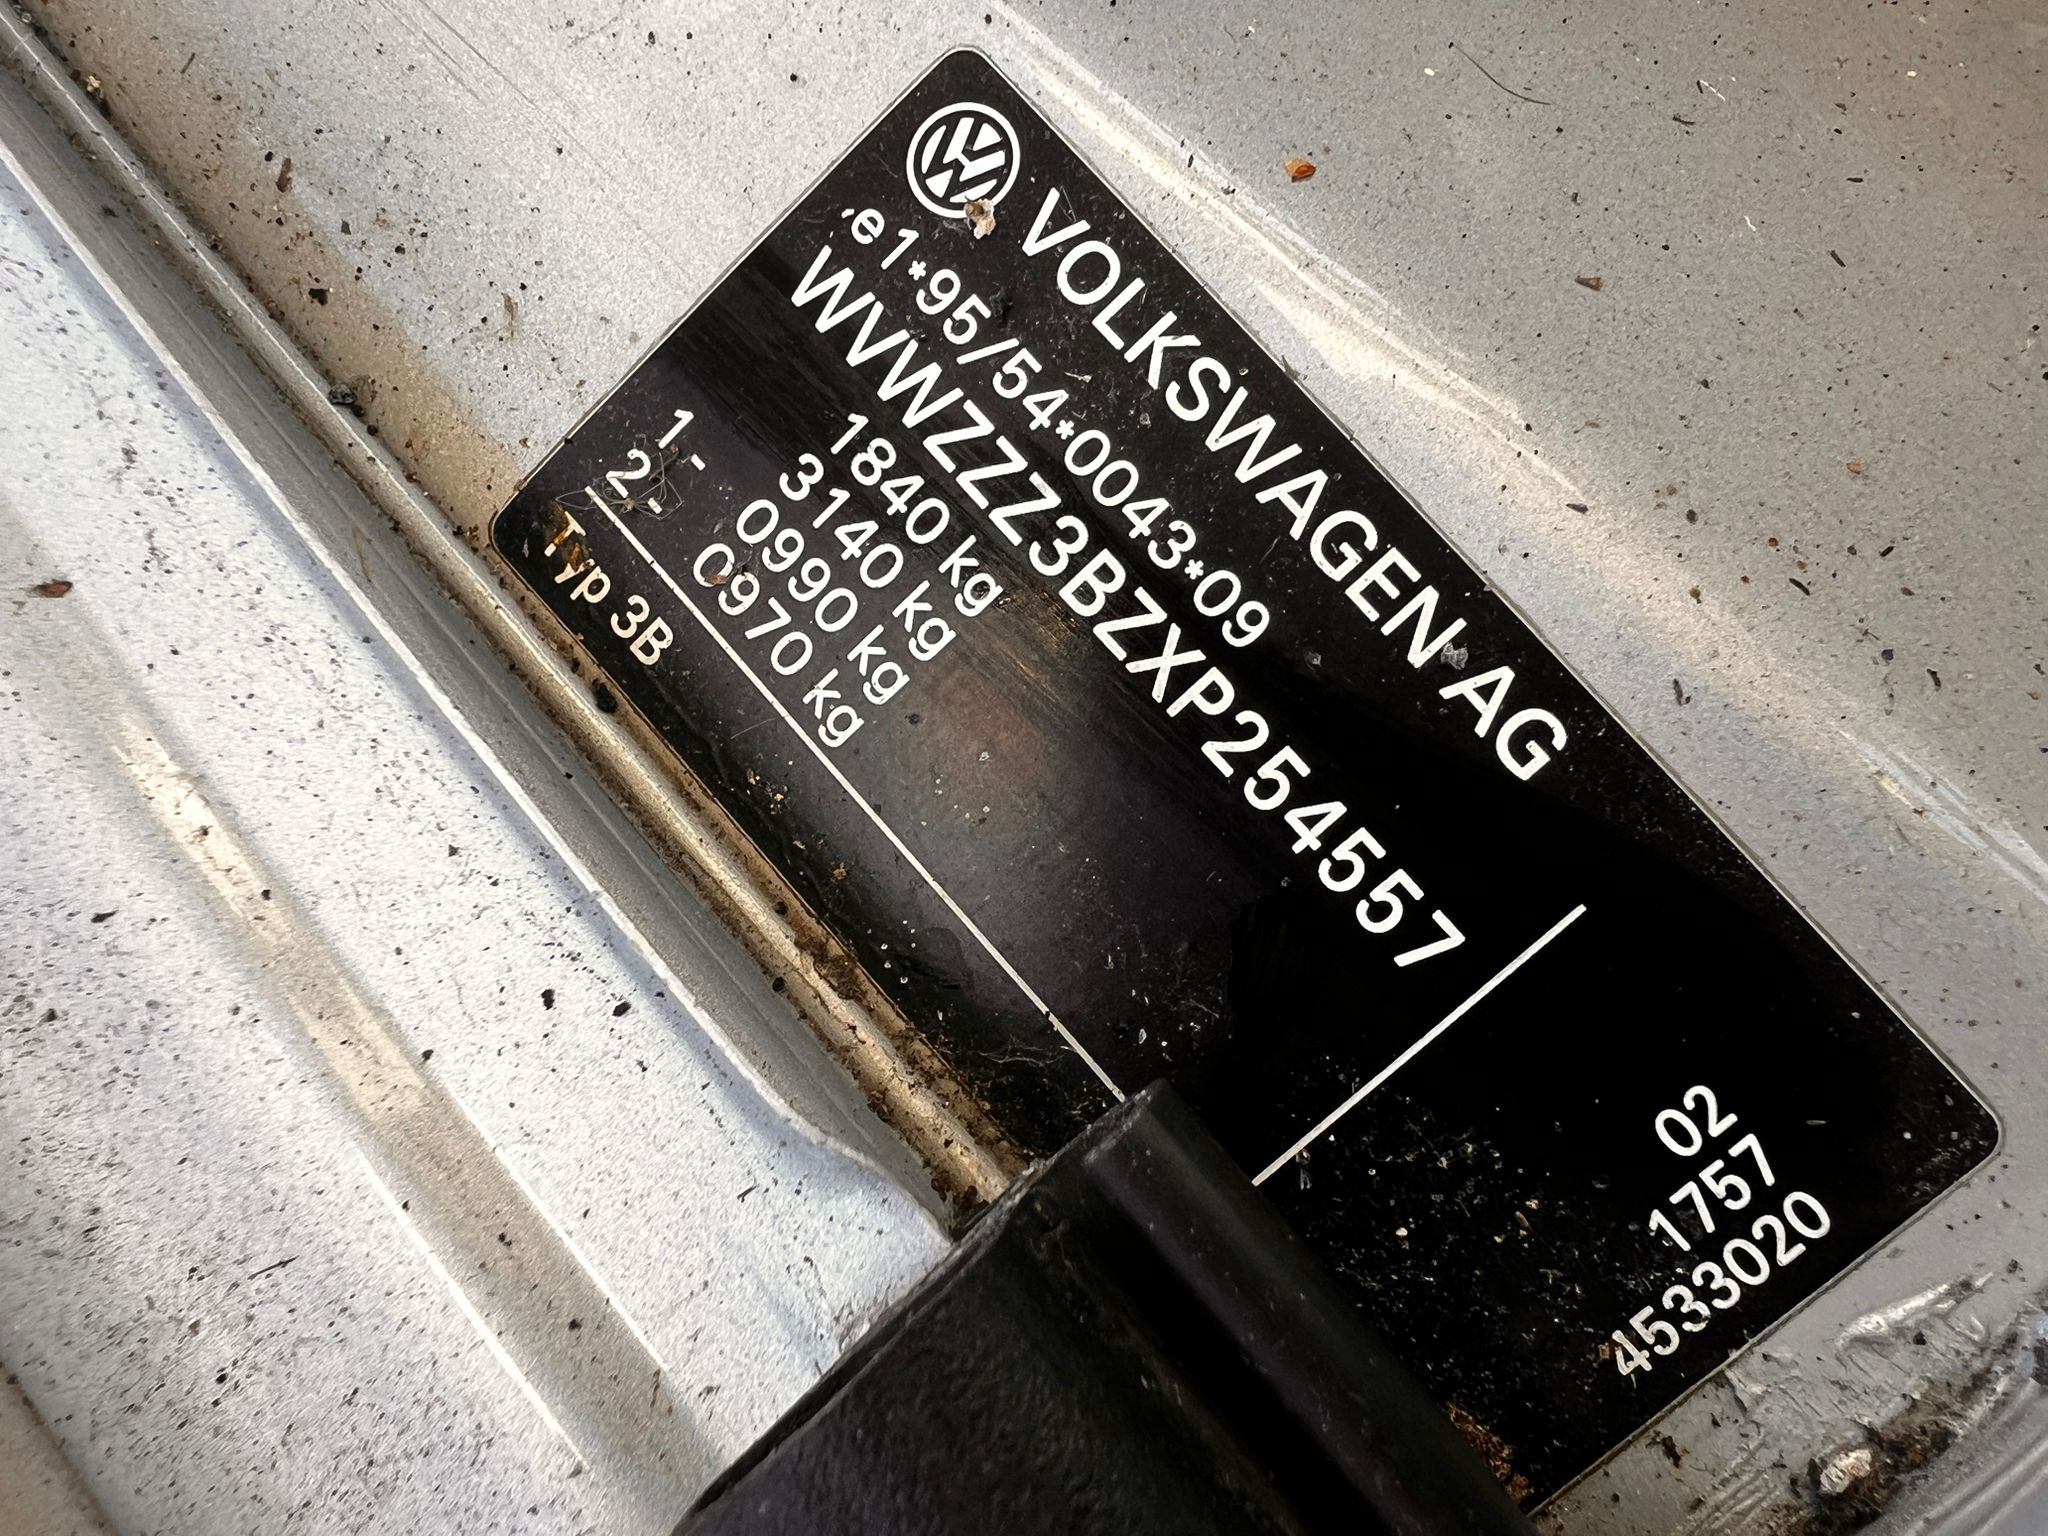 VOLKSWAGEN AG
e1*95/54*0043*09
WVWZZZ3BZXP254557
1840 kg
3140 kg
1- 0990 kg
2- 0970 kg
Typ 3B
02
1757
4533020